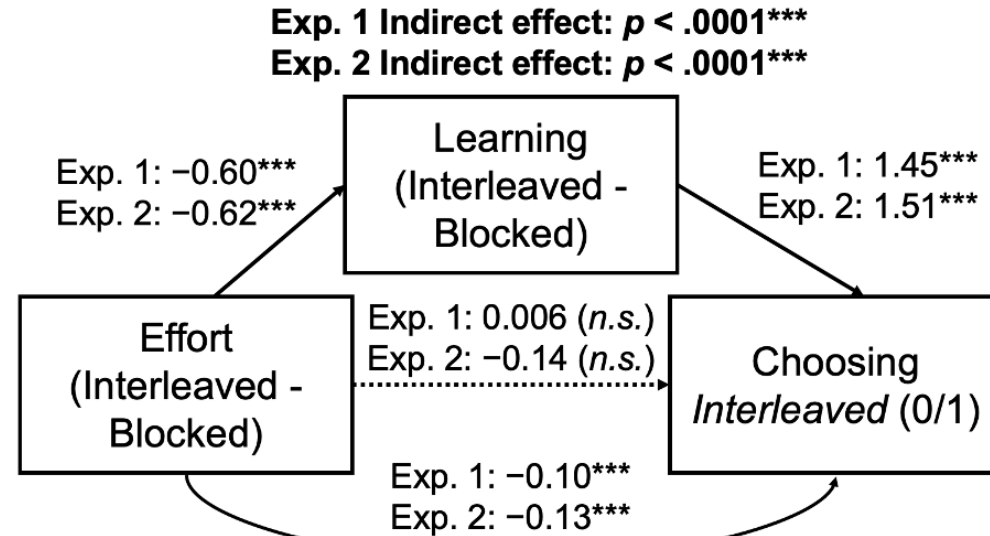 Exp. 1 Indirect effect: p < .0001***
Exp. 2 Indirect effect: p < .0001***
Learning
(Interleaved -
Blocked)
Exp. 1: −0.60***
Exp. 2: −0.62***
Exp. 1: 1.45***
Exp. 2: 1.51***
Effort
(Interleaved -
Blocked)
Exp. 1: 0.006 (n.s.)
Exp. 2: −0.14 (n.s.)
Choosing
Interleaved (0/1)
Exp. 1: −0.10***
Exp. 2: −0.13***